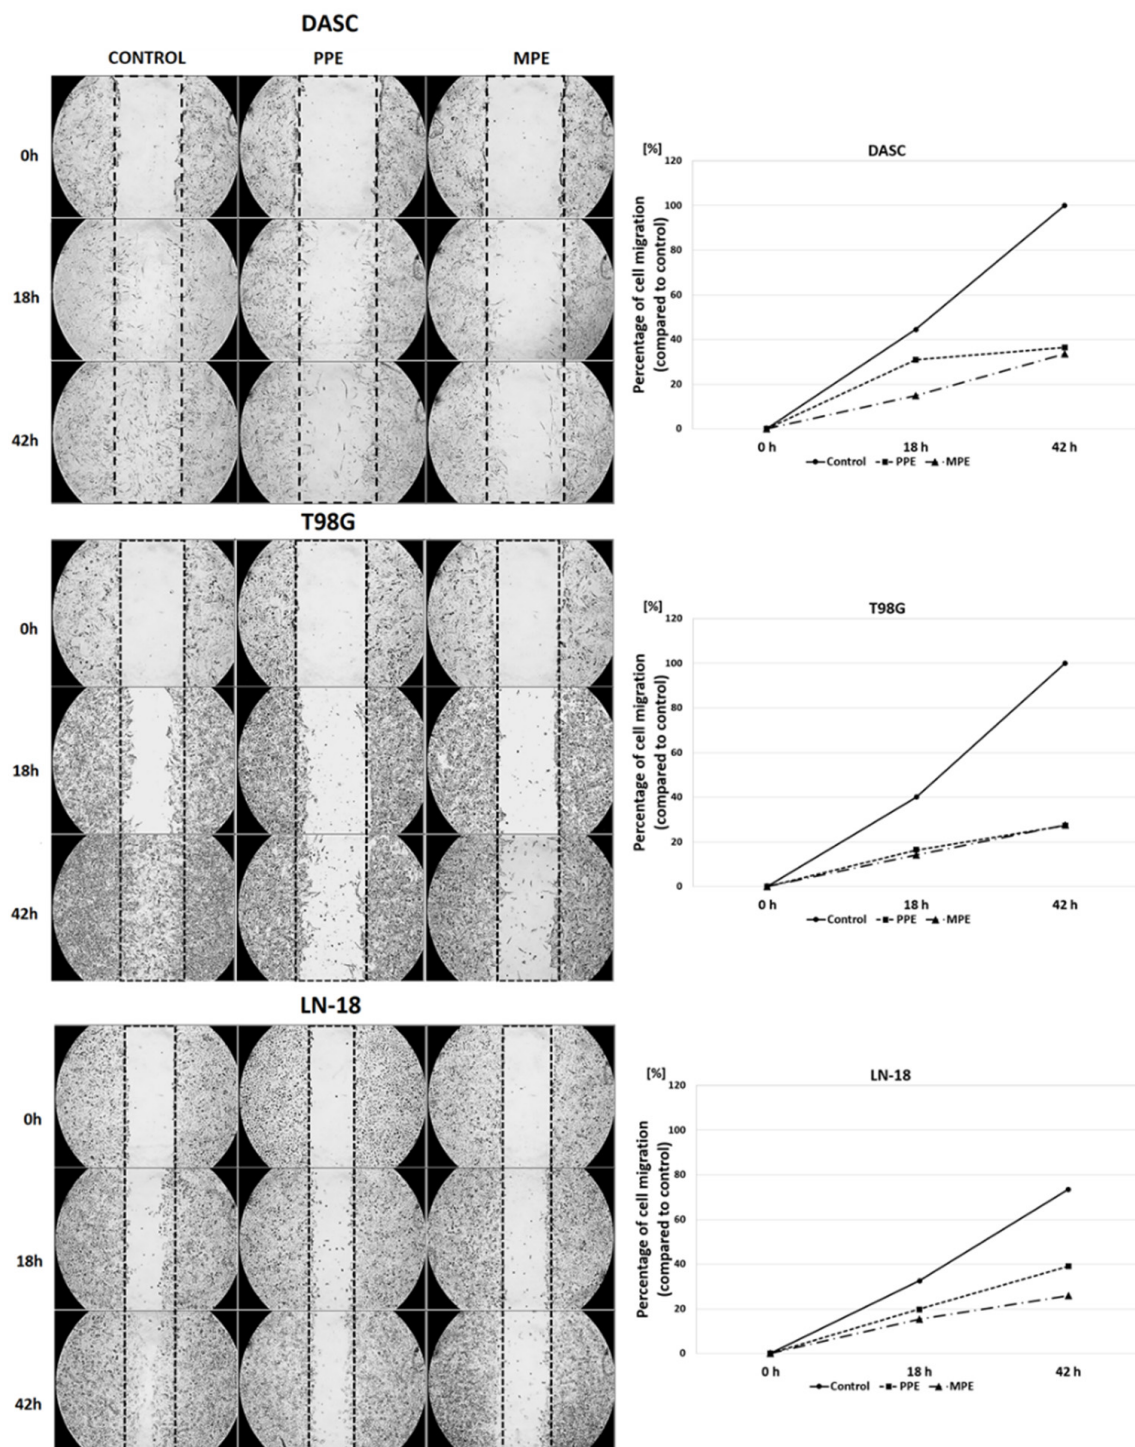 DASC
CONTROL PPE MPE
0h
18h
42h
[%] DASC
Percentage of cell migration
(compared to control)
120
100
80
60
40
20
0
0 h 18 h 42 h
Control PPE MPE
T98G
0h
18h
42h
[%] T98G
Percentage of cell migration
(compared to control)
120
100
80
60
40
20
0
0 h 18 h 42 h
Control PPE MPE
LN-18
0h
18h
42h
[%] LN-18
Percentage of cell migration
(compared to control)
120
100
80
60
40
20
0
0 h 18 h 42 h
Control PPE MPE